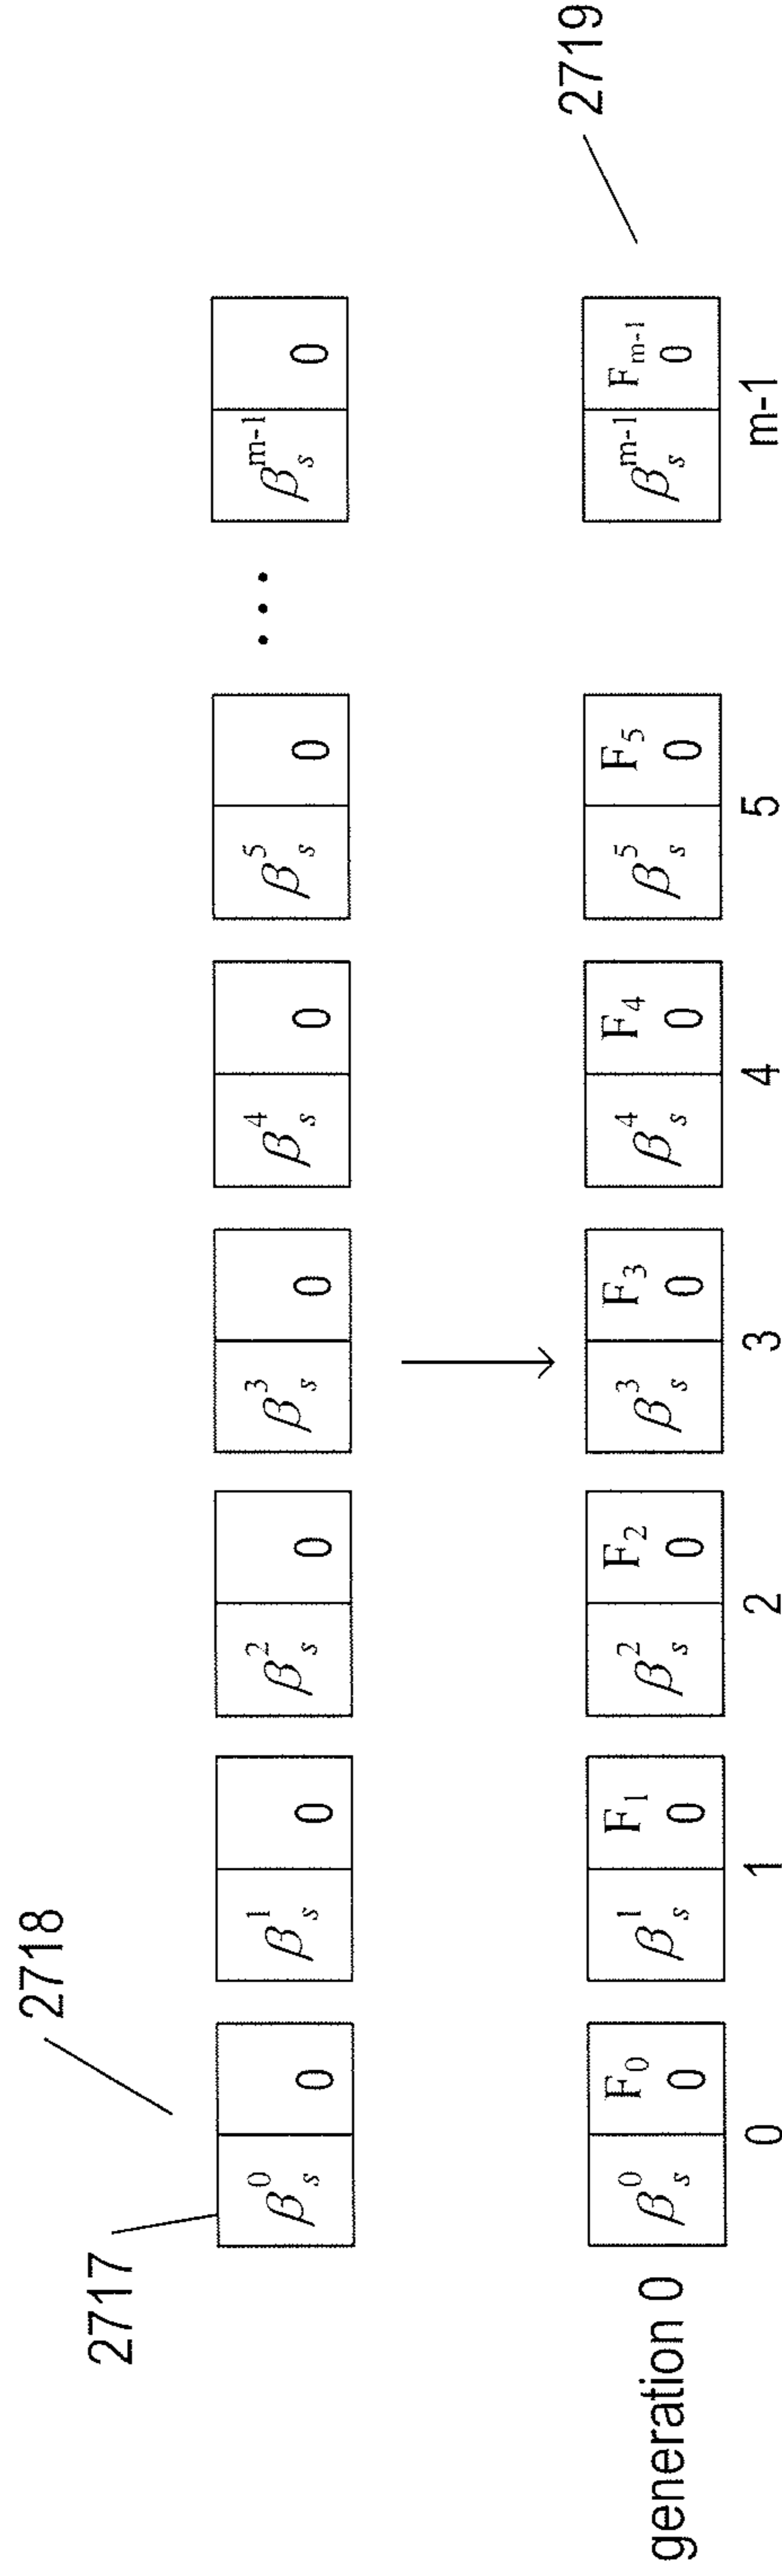 2717
2718
β_s^0 0 β_s^1 0 β_s^2 0 β_s^3 0 β_s^4 0 β_s^5 0 ... β_s^{m-1} 0
2719
generation 0
β_s^0 F_0 0 β_s^1 F_1 0 β_s^2 F_2 0 β_s^3 F_3 0 β_s^4 F_4 0 β_s^5 F_5 0 β_s^{m-1} F_{m-1} 0
0 1 2 3 4 5 m-1